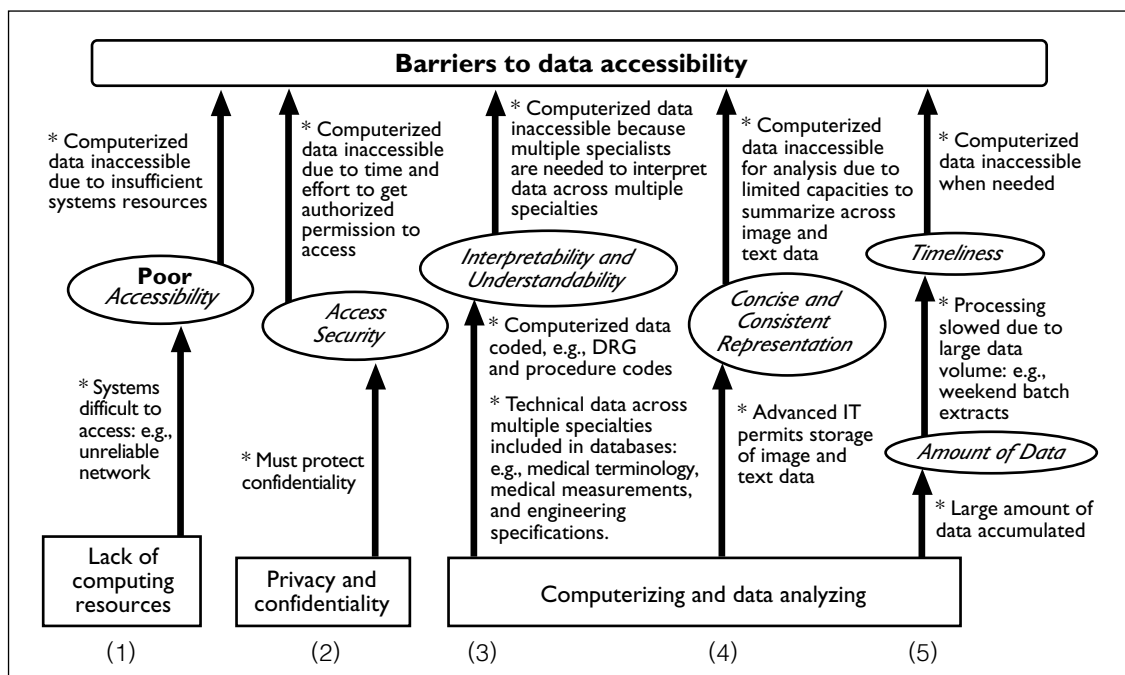 Barriers to data accessibility
* Computerized
data inaccessible
due to insufficient
systems resources
* Computerized
data inaccessible
due to time and
effort to get
authorized
permission to
access
* Computerized data
inaccessible because
multiple specialists
are needed to interpret
data across multiple
specialties
* Computerized
data inaccessible
for analysis due to
limited capacities to
summarize across
image and
text data
* Computerized
data inaccessible
when needed
Poor
Accessibility
Access
Security
Interpretability and
Understandability
Concise and
Consistent
Representation
Timeliness
* Systems
difficult to
access: e.g.,
unreliable
network
* Must protect
confidentiality
* Computerized data
coded, e.g., DRG
and procedure codes
* Technical data across
multiple specialties
included in databases:
e.g., medical terminology,
medical measurements,
and engineering
specifications.
* Advanced IT
permits storage
of image and
text data
* Processing
slowed due to
large data
volume: e.g.,
weekend batch
extracts
Amount of Data
* Large amount of
data accumulated
Lack of
computing
resources
Privacy and
confidentiality
Computerizing and data analyzing
(1)
(2)
(3)
(4)
(5)